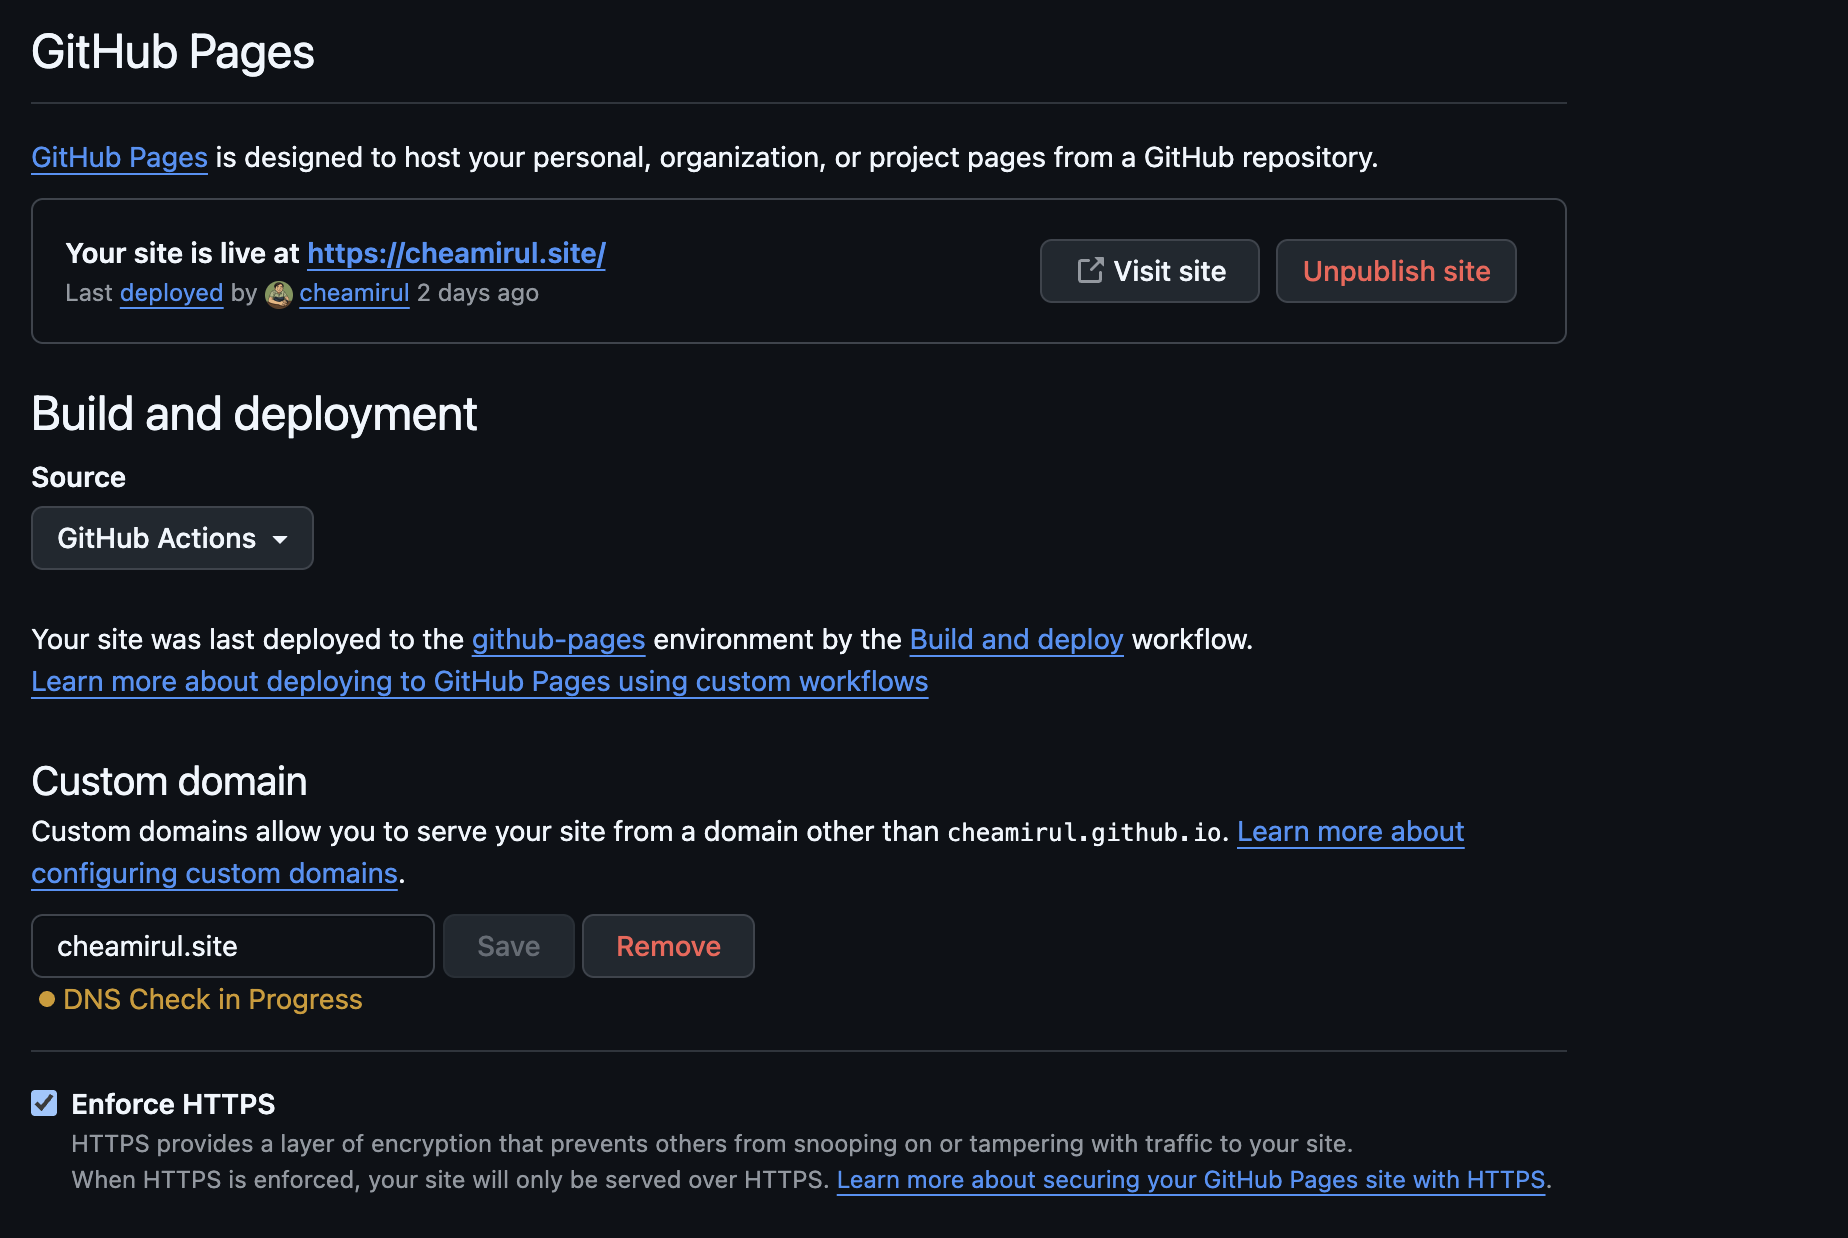 GitHub Pages
GitHub Pages is designed to host your personal, organization, or project pages from a GitHub repository.
Your site is live at https://cheamirul.site/
Last deployed by cheamirul 2 days ago
Visit site
Unpublish site
Build and deployment
Source
GitHub Actions
Your site was last deployed to the github-pages environment by the Build and deploy workflow.
Learn more about deploying to GitHub Pages using custom workflows
Custom domain
Custom domains allow you to serve your site from a domain other than cheamirul.github.io. Learn more about
configuring custom domains.
cheamirul.site
Save
Remove
DNS Check in Progress
Enforce HTTPS
HTTPS provides a layer of encryption that prevents others from snooping on or tampering with traffic to your site.
When HTTPS is enforced, your site will only be served over HTTPS. Learn more about securing your GitHub Pages site with HTTPS.